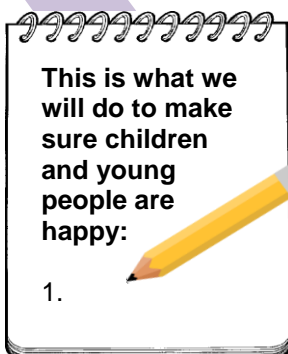 This is what we
will do to make
sure children
and young
people are
happy:
1.